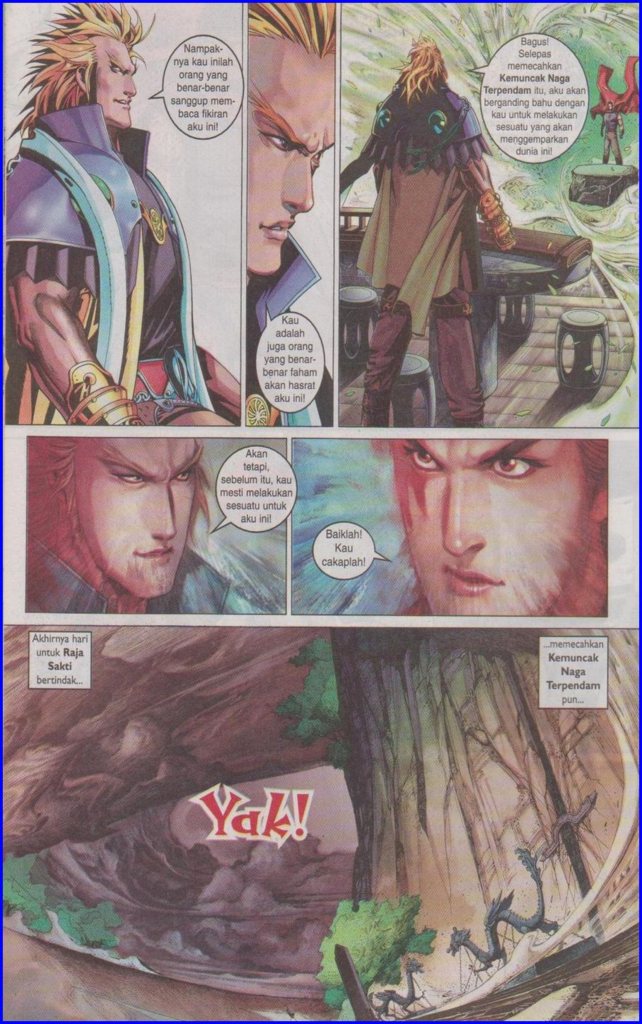 Nampak-
nya kau inilah
orang yang
benar-benar
sanggup mem-
baca fikiran
aku ini!
Kau
adalah
juga orang
yang benar-
benar faham
akan hasrat
aku ini!
Bagus!
Selepas
memecahkan
Kemuncak Naga
Terpendam itu, aku akan
berganding bahu dengan
kau untuk melakukan
sesuatu yang akan
menggemparkan
dunia ini!
Akan
tetapi,
sebelum itu, kau
mesti melakukan
sesuatu untuk
aku ini!
Baiklah!
Kau
cakaplah!
Akhirnya hari
untuk Raja
Sakti
bertindak...
...memecahkan
Kemuncak
Naga
Terpendam
pun...
Yak!